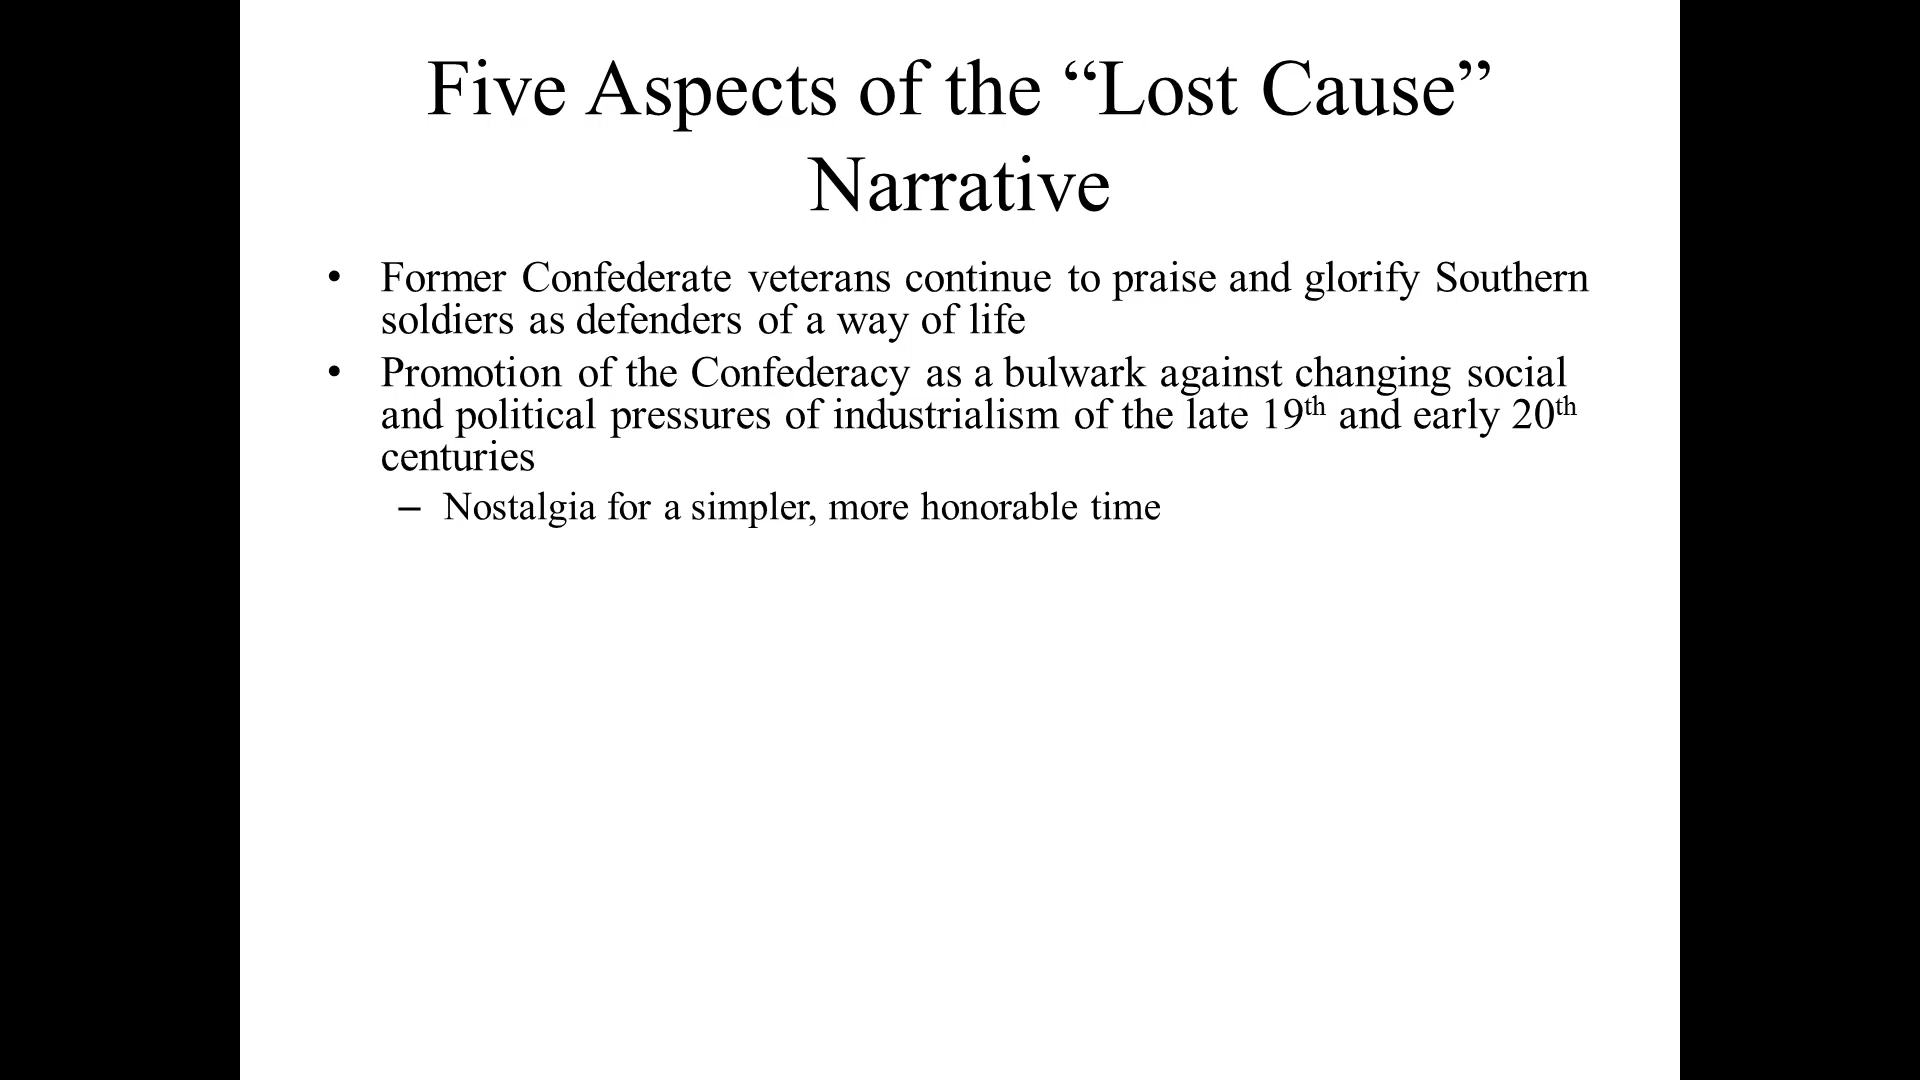 Five Aspects of the “Lost Cause”
Narrative
• Former Confederate veterans continue to praise and glorify Southern
soldiers as defenders of a way of life
• Promotion of the Confederacy as a bulwark against changing social
and political pressures of industrialism of the late 19th and early 20th
centuries
– Nostalgia for a simpler, more honorable time